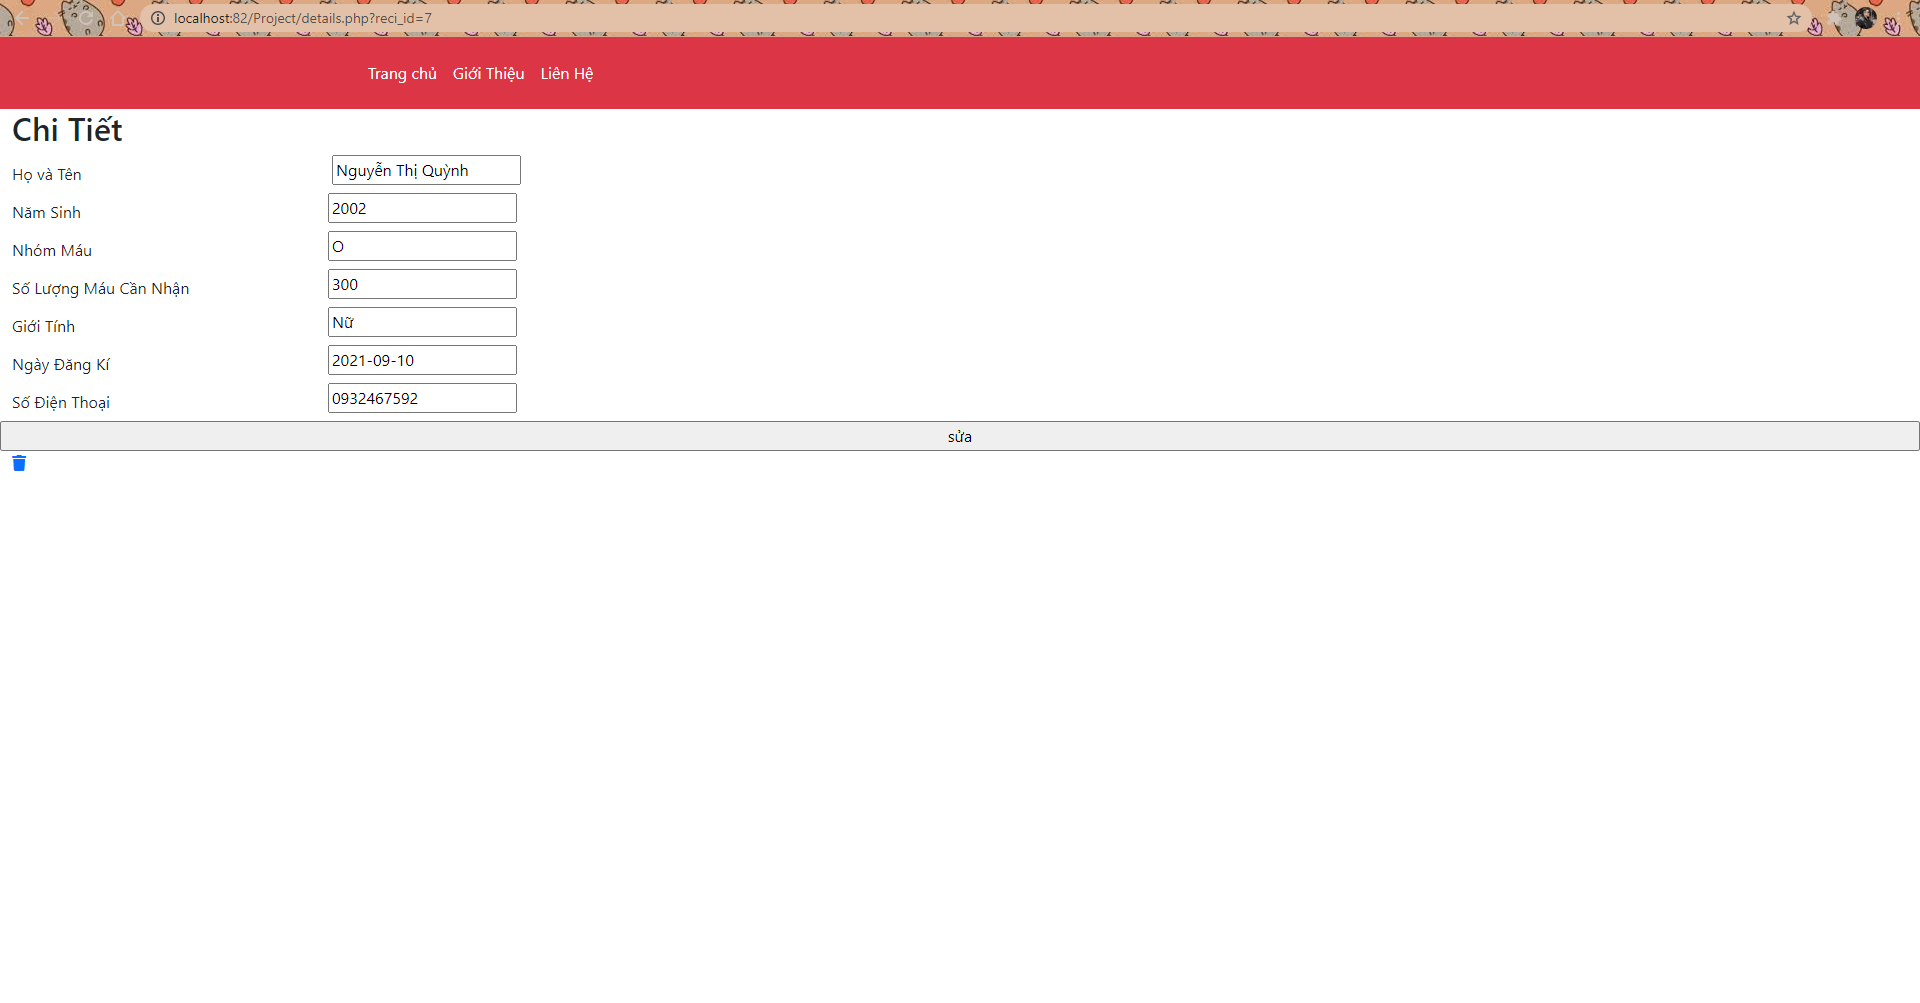 localhost:82/Project/details.php?reci_id=7
Trang chủ Giới Thiệu Liên Hệ
Chi Tiết
Họ và Tên Nguyễn Thị Quỳnh
Năm Sinh 2002
Nhóm Máu O
Số Lượng Máu Cần Nhận 300
Giới Tính Nữ
Ngày Đăng Kí 2021-09-10
Số Điện Thoại 0932467592
sửa